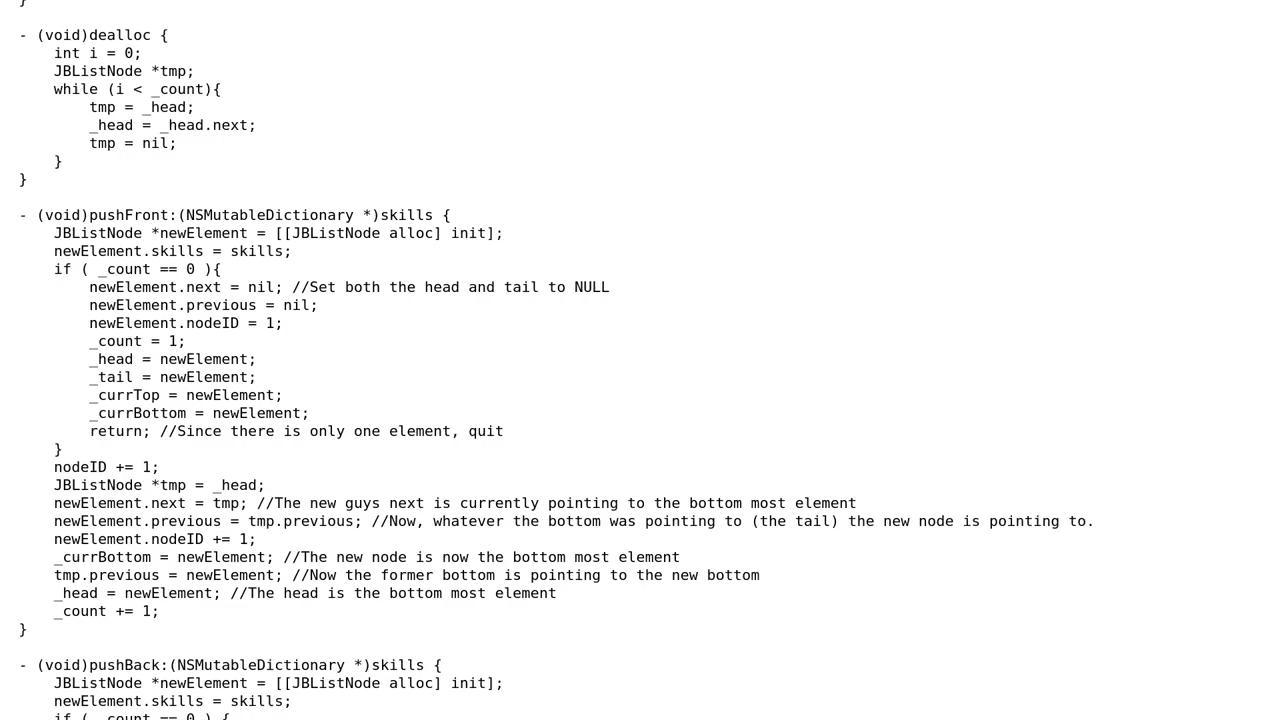 }
- (void)dealloc {
    int i = 0;
    JBListNode *tmp;
    while (i < _count){
        tmp = _head;
        _head = _head.next;
        tmp = nil;
    }
}
- (void)pushFront:(NSMutableDictionary *)skills {
    JBListNode *newElement = [[JBListNode alloc] init];
    newElement.skills = skills;
    if ( _count == 0 ){
        newElement.next = nil; //Set both the head and tail to NULL
        newElement.previous = nil;
        newElement.nodeID = 1;
        _count = 1;
        _head = newElement;
        _tail = newElement;
        _currTop = newElement;
        _currBottom = newElement;
        return; //Since there is only one element, quit
    }
    nodeID += 1;
    JBListNode *tmp = _head;
    newElement.next = tmp; //The new guys next is currently pointing to the bottom most element
    newElement.previous = tmp.previous; //Now, whatever the bottom was pointing to (the tail) the new node is pointing to.
    newElement.nodeID += 1;
    _currBottom = newElement; //The new node is now the bottom most element
    tmp.previous = newElement; //Now the former bottom is pointing to the new bottom
    _head = newElement; //The head is the bottom most element
    _count += 1;
}
- (void)pushBack:(NSMutableDictionary *)skills {
    JBListNode *newElement = [[JBListNode alloc] init];
    newElement.skills = skills;
    if ( _count == 0 ) {